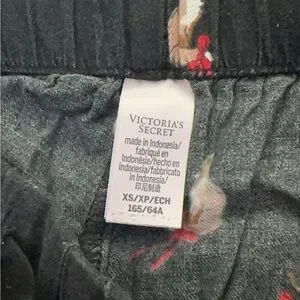 VICTORIA'S
SECRET
made in Indonesia/
fabriqué en
Indonésie/hecho en
Indonesia/fabbricato
in Indonesia/
印尼制造
XS/XP/ECH
165/64A